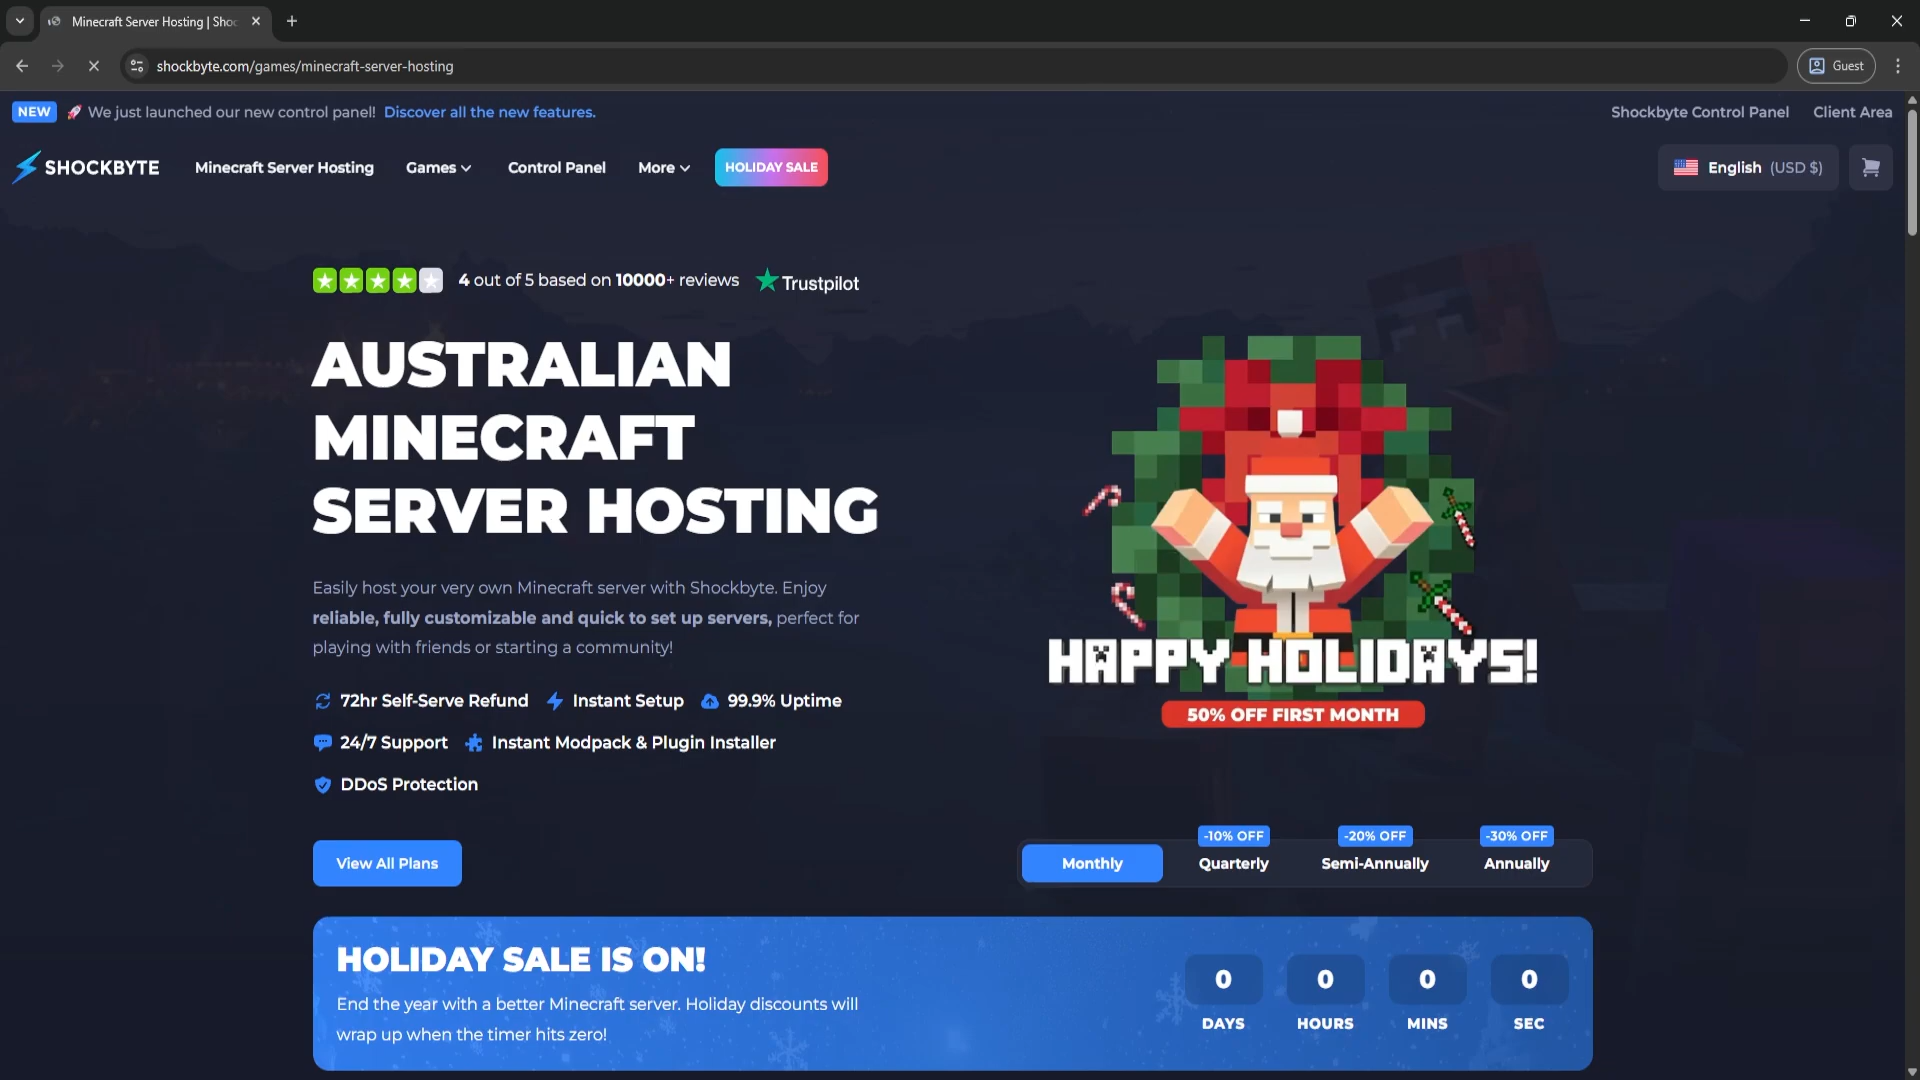 Minecraft Server Hosting | Sho
shockbyte.com/games/minecraft-server-hosting
Guest
NEW 🚀 We just launched our new control panel! Discover all the new features.
Shockbyte Control Panel Client Area
SHOCKBYTE Minecraft Server Hosting Games Control Panel More HOLIDAY SALE
English (USD $)
4 out of 5 based on 10000+ reviews Trustpilot
AUSTRALIAN
MINECRAFT
SERVER HOSTING
Easily host your very own Minecraft server with Shockbyte. Enjoy
reliable, fully customizable and quick to set up servers, perfect for
playing with friends or starting a community!
72hr Self-Serve Refund Instant Setup 99.9% Uptime
24/7 Support Instant Modpack & Plugin Installer
DDoS Protection
View All Plans
HAPPY HOLIDAYS!
50% OFF FIRST MONTH
-10% OFF -20% OFF -30% OFF
Monthly Quarterly Semi-Annually Annually
HOLIDAY SALE IS ON!
End the year with a better Minecraft server. Holiday discounts will
wrap up when the timer hits zero!
0 0 0 0
DAYS HOURS MINS SEC